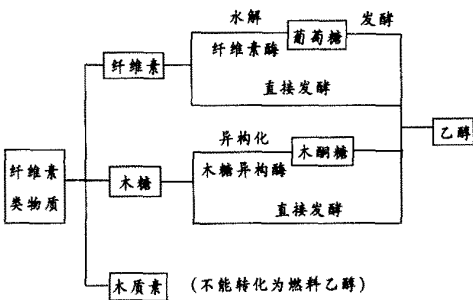 水解
发酵
纤维素酶
葡萄糖
纤维素
直接发酵
乙醇
异构化
木酮糖
纤维素
类物质
木糖
木糖异构酶
直接发酵
木质素
(不能转化为燃料乙醇)